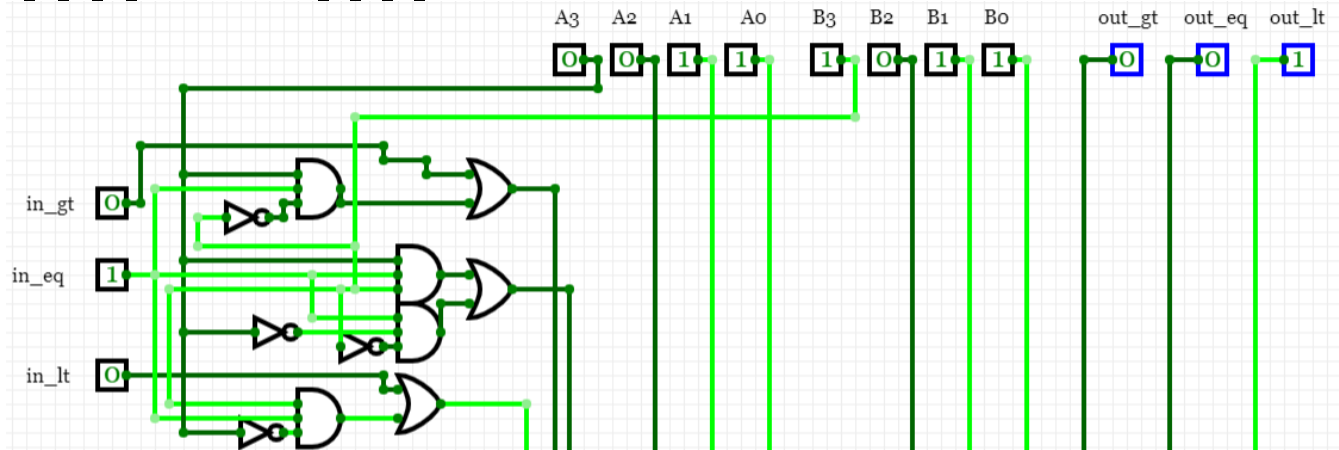 A3 A2 A1 A0 B3 B2 B1 B0 out_gt out_eq out_lt
0 0 1 1 1 0 1 1 0 0 1
in_gt 0
in_eq 1
in_lt 0